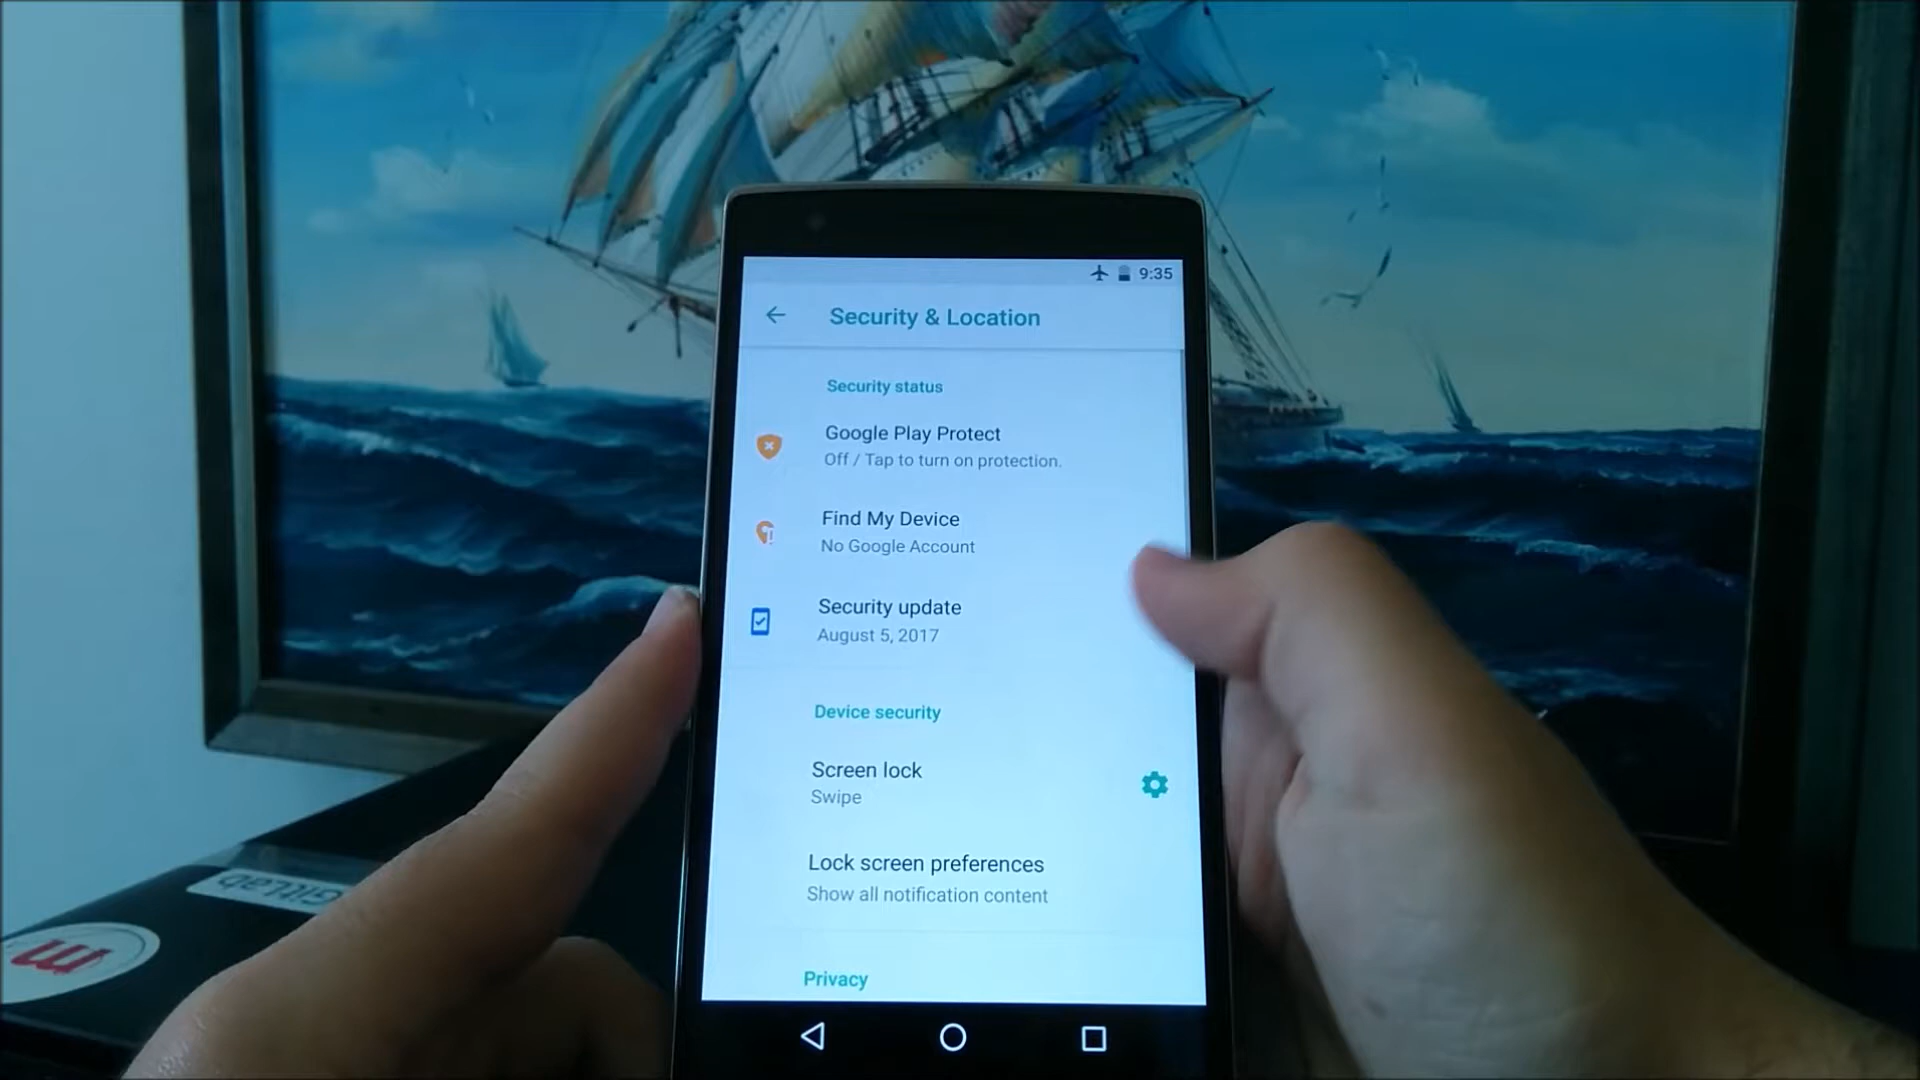 9:35
Security & Location
Security status
Google Play Protect
Off / Tap to turn on protection.
Find My Device
No Google Account
Security update
August 5, 2017
Device security
Screen lock
Swipe
Lock screen preferences
Show all notification content
Privacy
GitLab
m